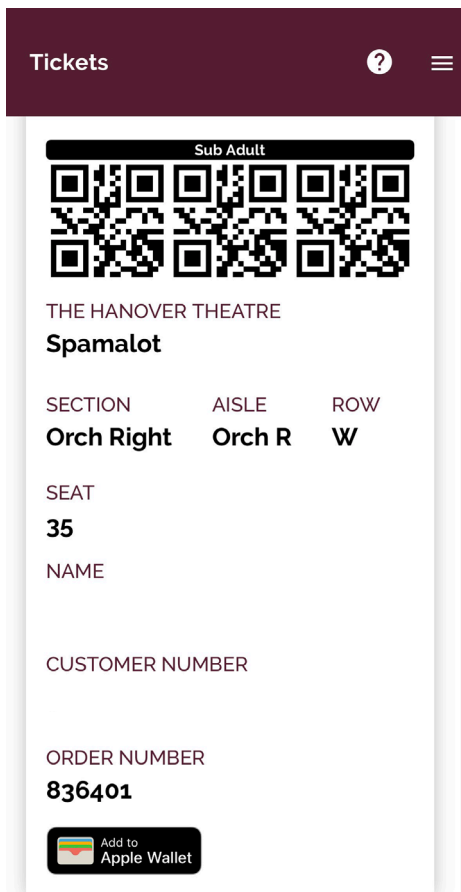 Tickets
Sub Adult
THE HANOVER THEATRE
Spamalot
SECTION AISLE ROW
Orch Right Orch R W
SEAT
35
NAME
CUSTOMER NUMBER
ORDER NUMBER
836401
Add to
Apple Wallet